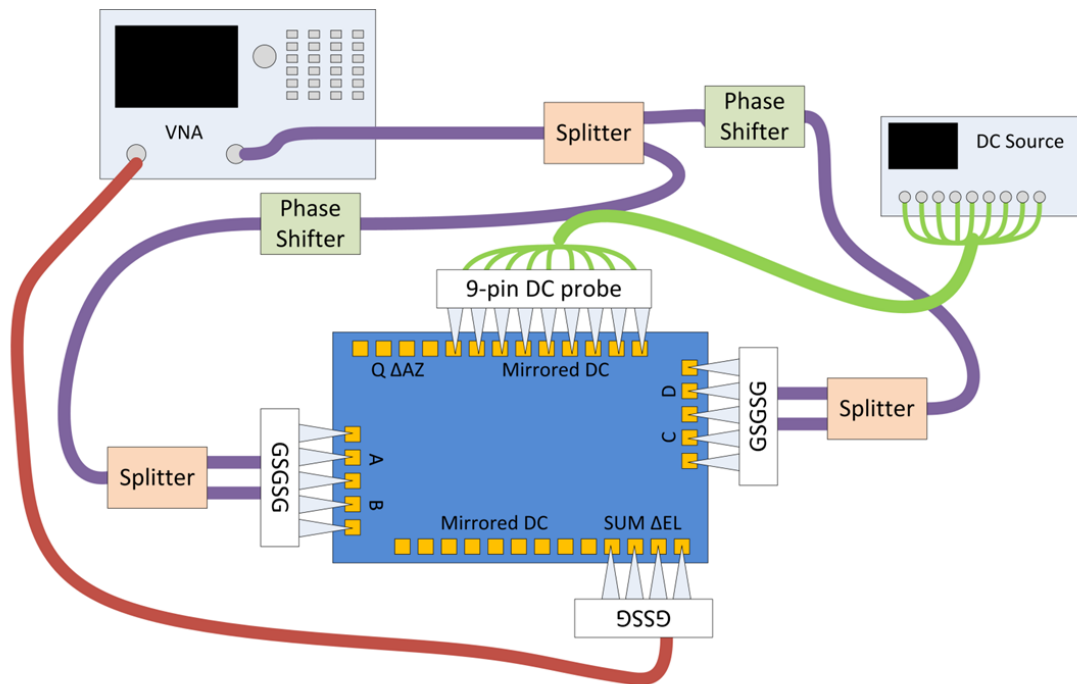 VNA
Splitter
Phase
Shifter
DC Source
Phase
Shifter
9-pin DC probe
Q ΔAZ
Mirrored DC
D
C
GSGSG
Splitter
GSGSG
A
B
Splitter
Mirrored DC
SUM ΔEL
GSSG